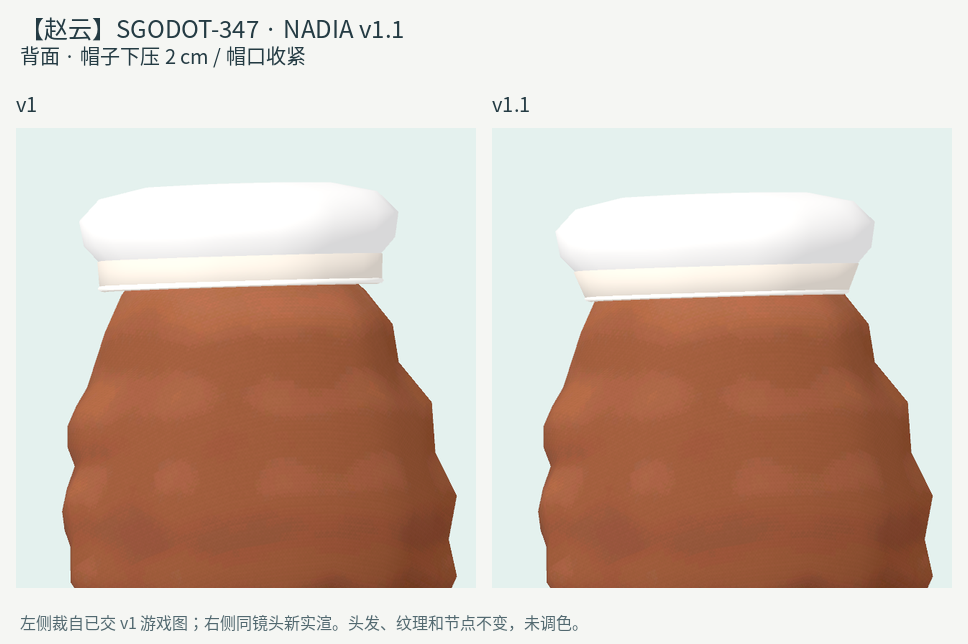 【赵云】SGODOT-347 · NADIA v1.1
背面 · 帽子下压 2 cm / 帽口收紧
v1
v1.1
左侧裁自已交 v1 游戏图；右侧同镜头新实渲。头发、纹理和节点不变，未调色。